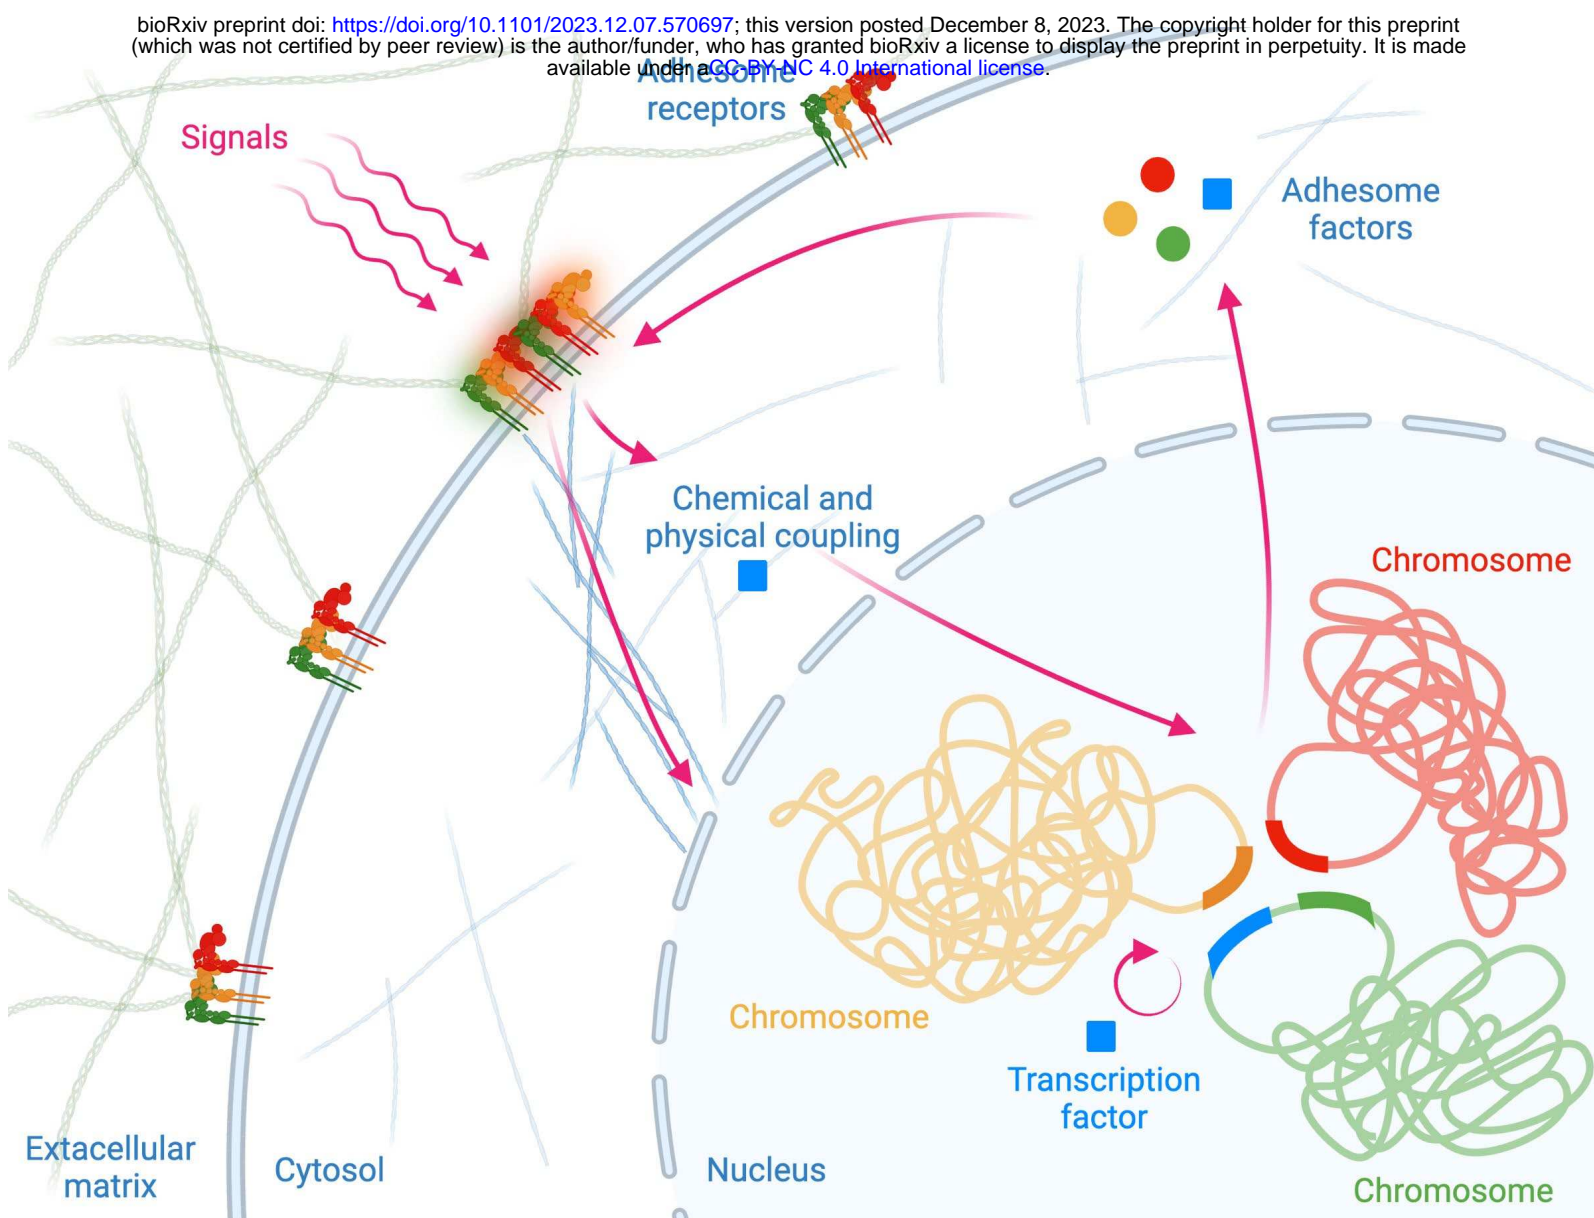 bioRxiv preprint doi: https://doi.org/10.1101/2023.12.07.570697; this version posted December 8, 2023. The copyright holder for this preprint
(which was not certified by peer review) is the author/funder, who has granted bioRxiv a license to display the preprint in perpetuity. It is made
available under aCC-BY-NC 4.0 International license.
Adhesome
receptors
Signals
Adhesome
factors
Chemical and
physical coupling
Chromosome
Chromosome
Transcription
factor
Extacellular
matrix
Cytosol
Nucleus
Chromosome